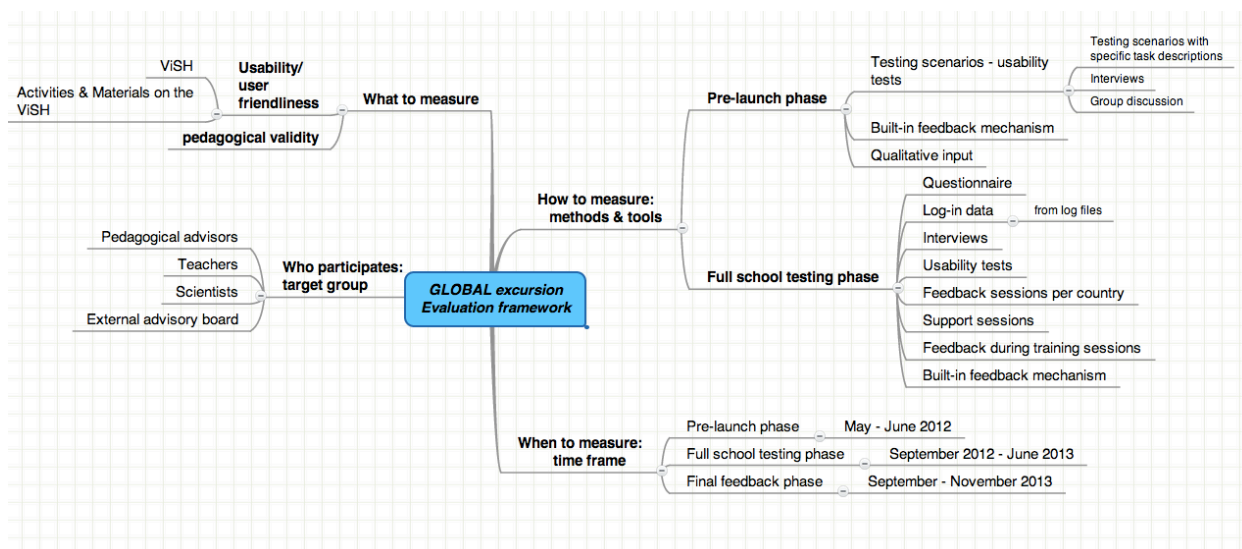 ViSH
Activities & Materials on the
ViSH
Usability/
user
friendliness
pedagogical validity
What to measure
Pedagogical advisors
Teachers
Scientists
External advisory board
Who participates:
target group
GLOBAL excursion
Evaluation framework
How to measure:
methods & tools
Pre-launch phase
Testing scenarios - usability
tests
Testing scenarios with
specific task descriptions
Interviews
Group discussion
Built-in feedback mechanism
Qualitative input
Full school testing phase
Questionnaire
Log-in data
from log files
Interviews
Usability tests
Feedback sessions per country
Support sessions
Feedback during training sessions
Built-in feedback mechanism
When to measure:
time frame
Pre-launch phase
May - June 2012
Full school testing phase
September 2012 - June 2013
Final feedback phase
September - November 2013